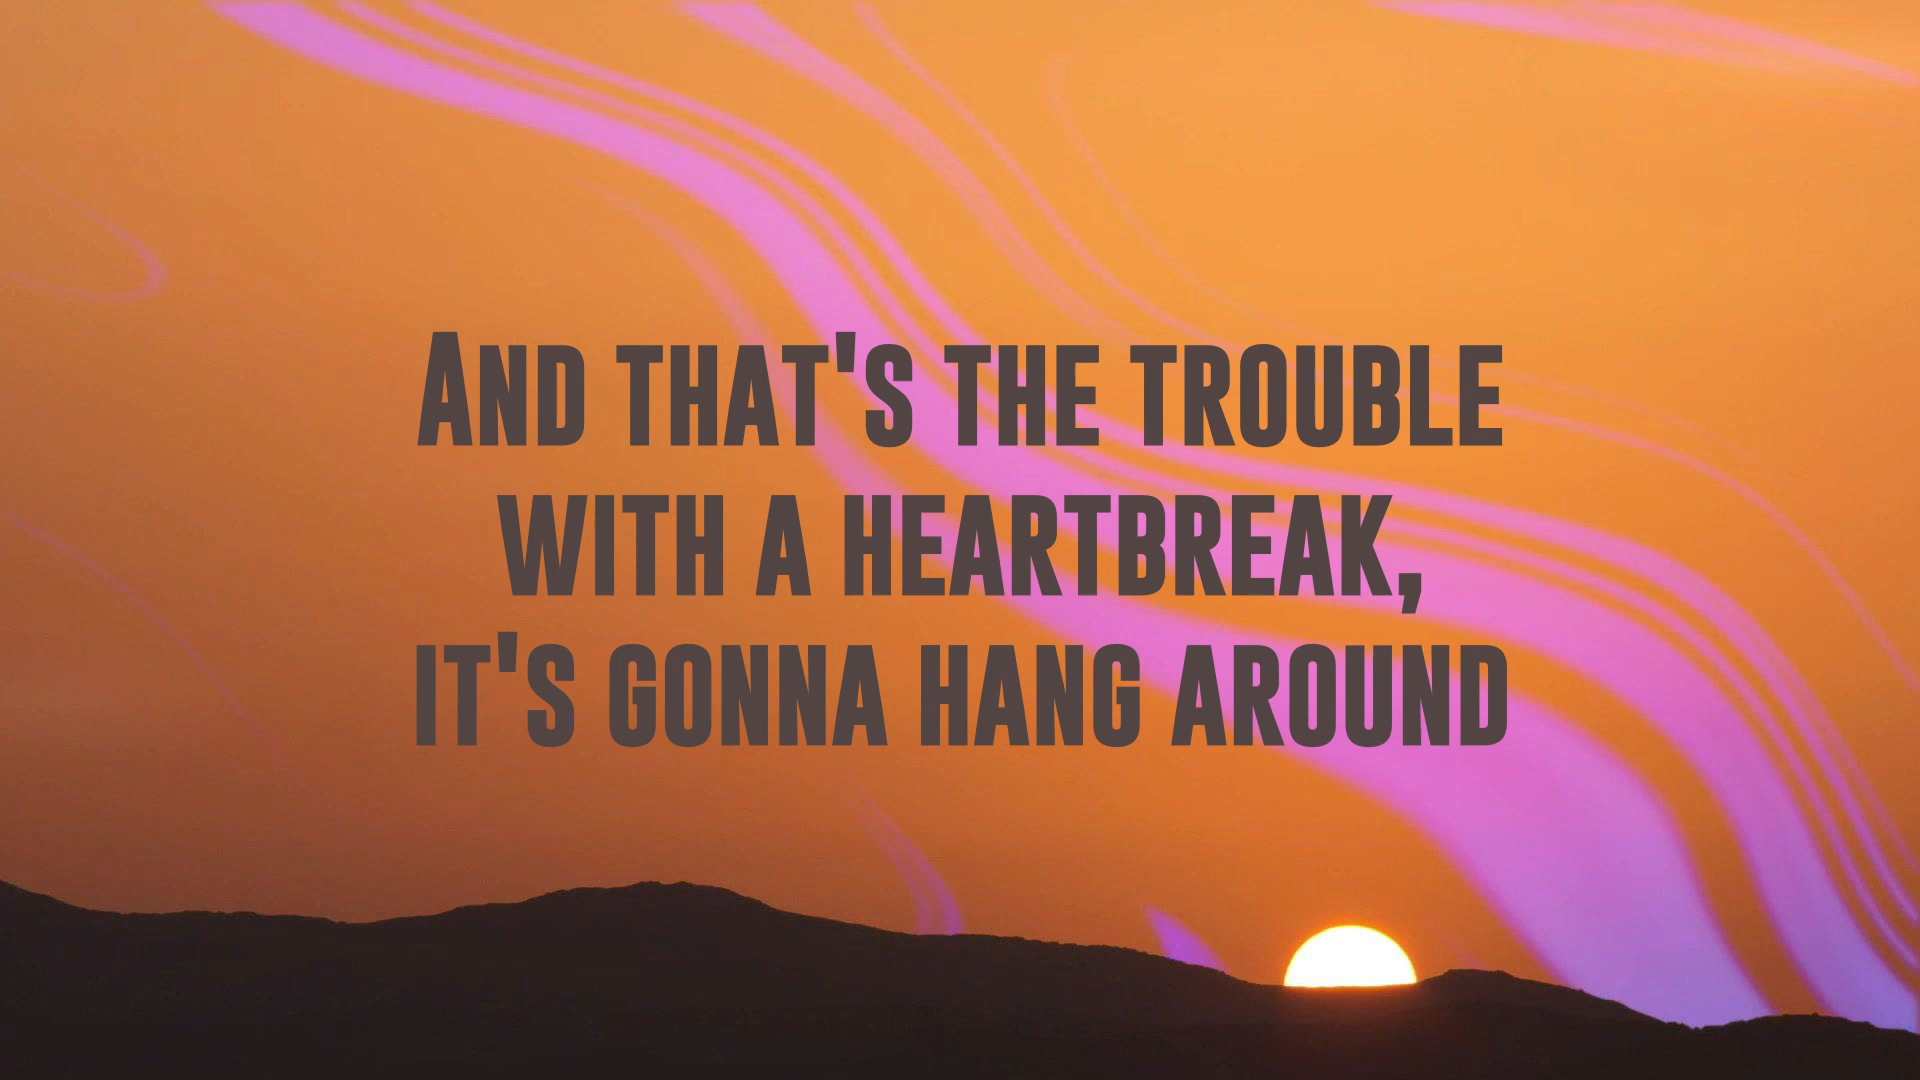 And that's the trouble
with a heartbreak,
it's gonna hang around